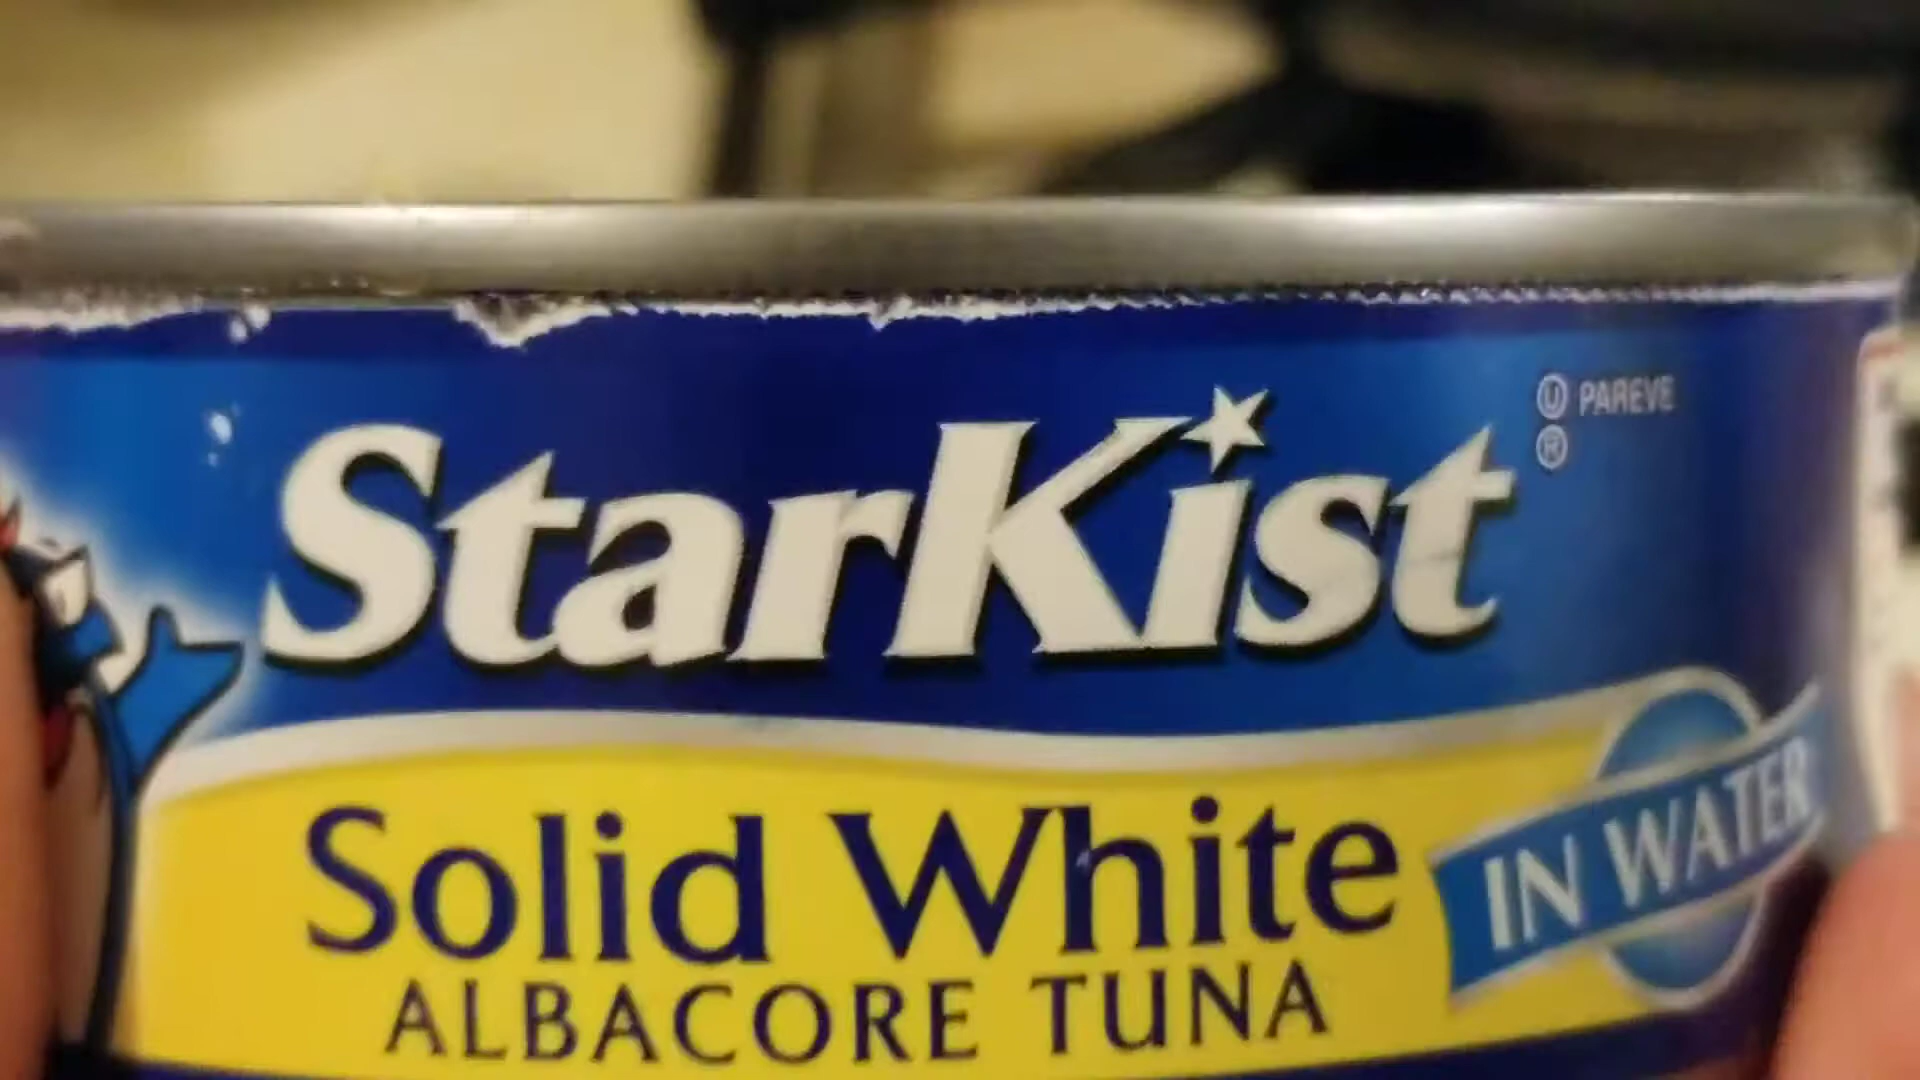 StarKist
Ⓤ PAREVE
®
Solid White
ALBACORE TUNA
IN WATER